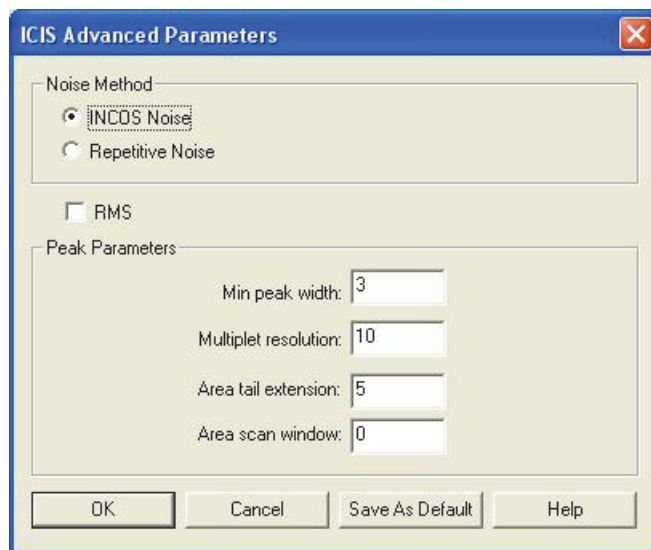 ICIS Advanced Parameters
Noise Method
INCOS Noise
Repetitive Noise
RMS
Peak Parameters
Min peak width: 3
Multiplet resolution: 10
Area tail extension: 5
Area scan window: 0
OK Cancel Save As Default Help